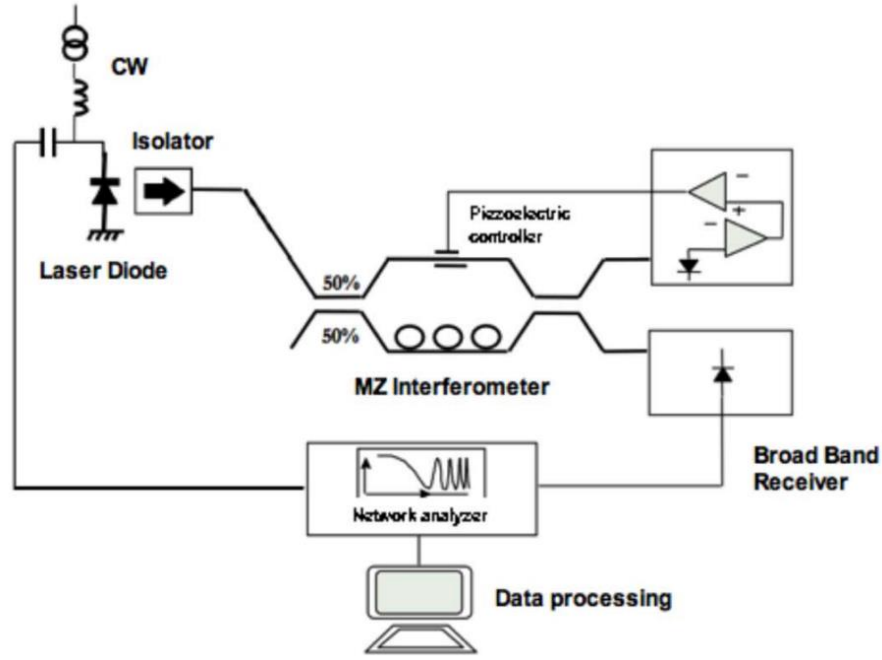 CW
Isolator
Laser Diode
Piezoelectric
controller
50%
50%
MZ Interferometer
Broad Band
Receiver
Network analyzer
Data processing